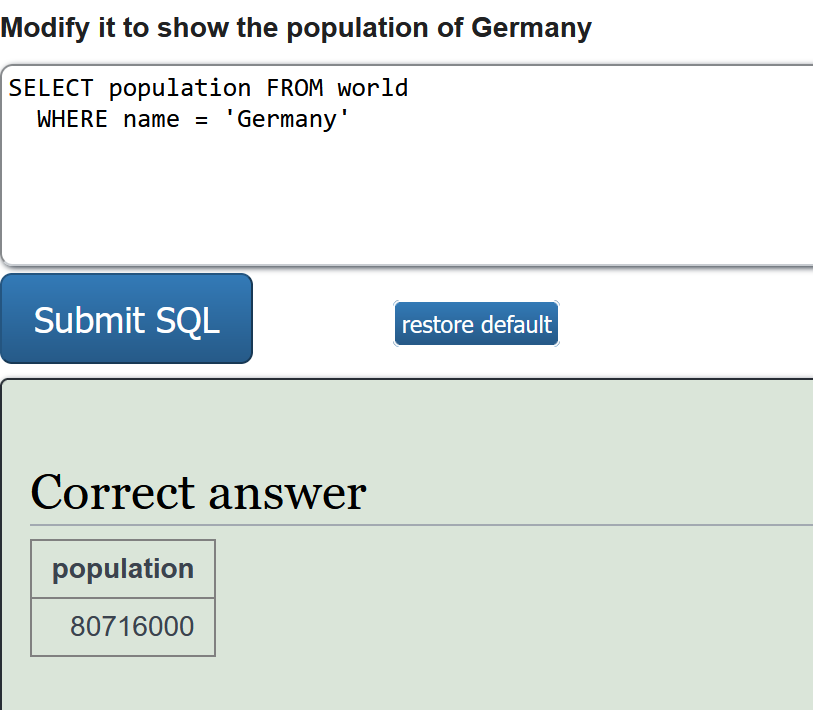 Modify it to show the population of Germany
SELECT population FROM world
  WHERE name = 'Germany'
Submit SQL
restore default
Correct answer
population
80716000